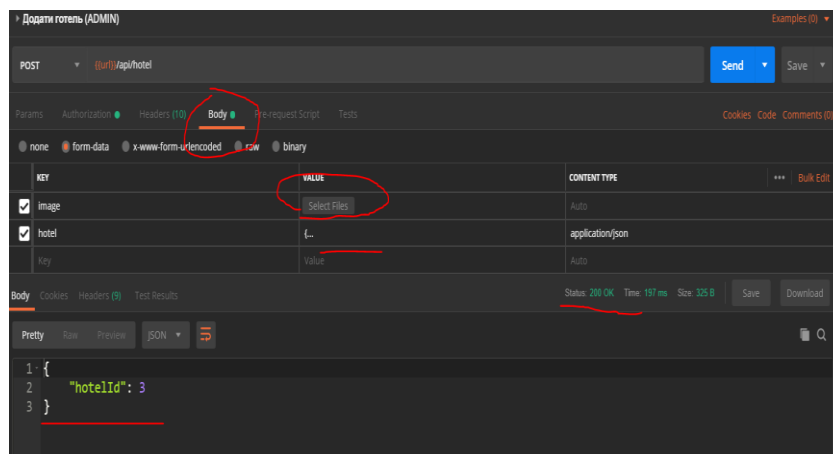 Додати готель (ADMIN) Examples (0)
POST {{url}}/api/hotel Send Save
Params Authorization Headers (10) Body Pre-request Script Tests Cookies Code Comments (0)
none form-data x-www-form-urlencoded raw binary
KEY VALUE CONTENT TYPE ••• Bulk Edit
image Select Files Auto
hotel {... application/json
Key Value Auto
Body Cookies Headers (9) Test Results Status: 200 OK Time: 197 ms Size: 325 B Save Download
Pretty Raw Preview JSON
1 {
2 "hotelId": 3
3 }